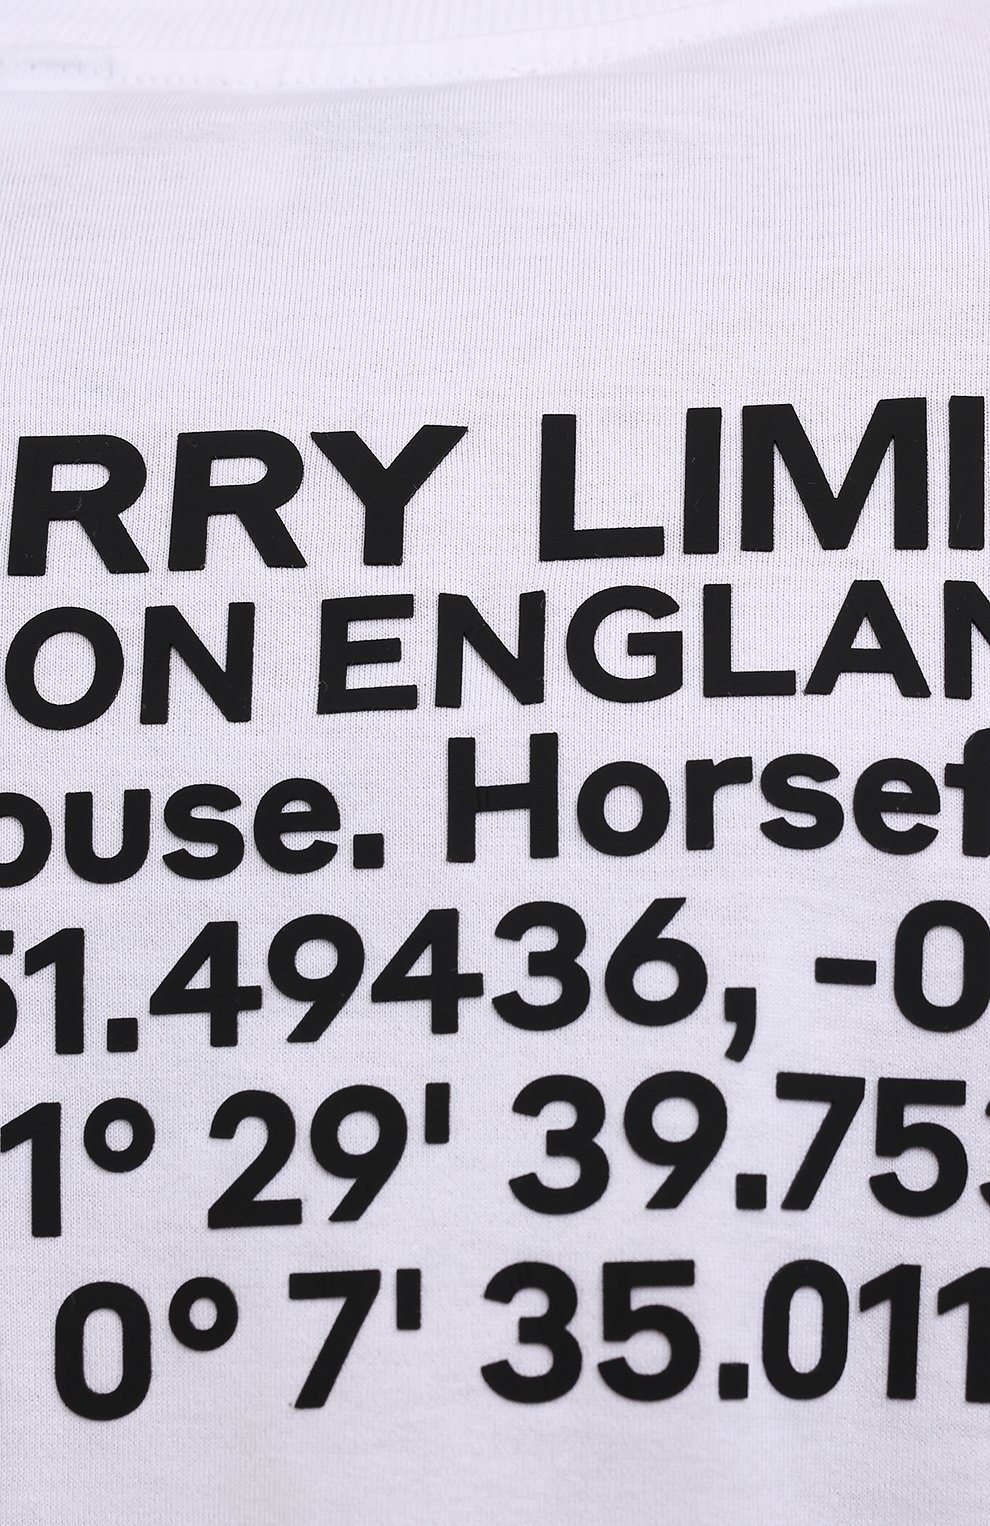 RRY LIMI
ON ENGLAN
ouse. Horsef
51.49436, -0
1° 29' 39.753
0° 7' 35.011